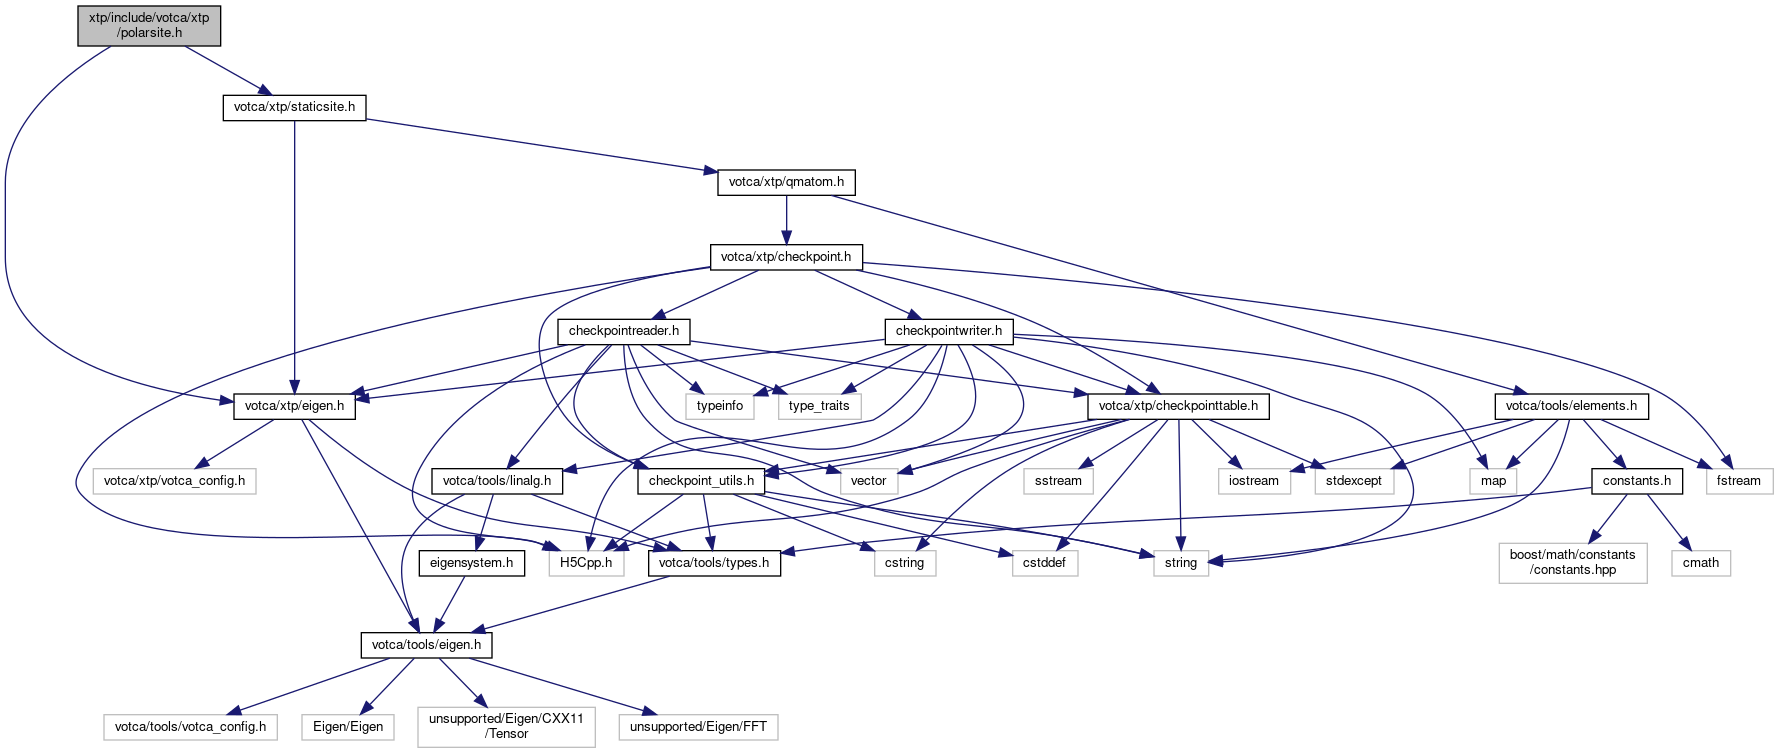 xtp/include/votca/xtp
/polarsite.h
votca/xtp/staticsite.h
votca/xtp/qmatom.h
votca/xtp/checkpoint.h
checkpointreader.h
checkpointwriter.h
votca/xtp/eigen.h
typeinfo
type_traits
votca/xtp/checkpointtable.h
votca/tools/elements.h
votca/xtp/votca_config.h
votca/tools/linalg.h
checkpoint_utils.h
vector
sstream
iostream
stdexcept
map
constants.h
fstream
eigensystem.h
H5Cpp.h
votca/tools/types.h
cstring
cstddef
string
boost/math/constants
/constants.hpp
cmath
votca/tools/eigen.h
votca/tools/votca_config.h
Eigen/Eigen
unsupported/Eigen/CXX11
/Tensor
unsupported/Eigen/FFT